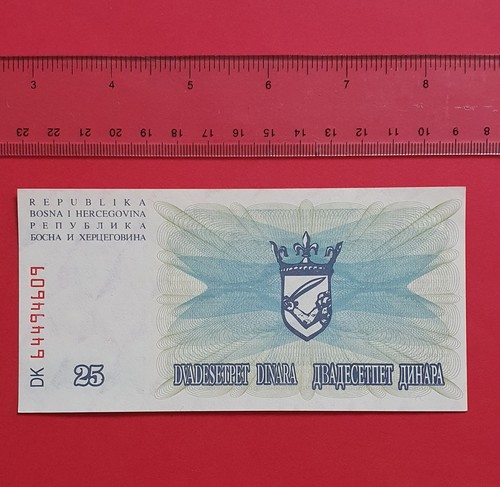 3 4 5 6 7 8
23 22 21 20 19 18 17 16 15 14 13 12 11 10 9 8
REPUBLIKA
BOSNA I HERCEGOVINA
РЕПУБЛИКА
БОСНА И ХЕРЦЕГОВИНА
DK 64494609
25
DVADESETPET DINARA ДВАДЕСЕТПЕТ ДИНАРА